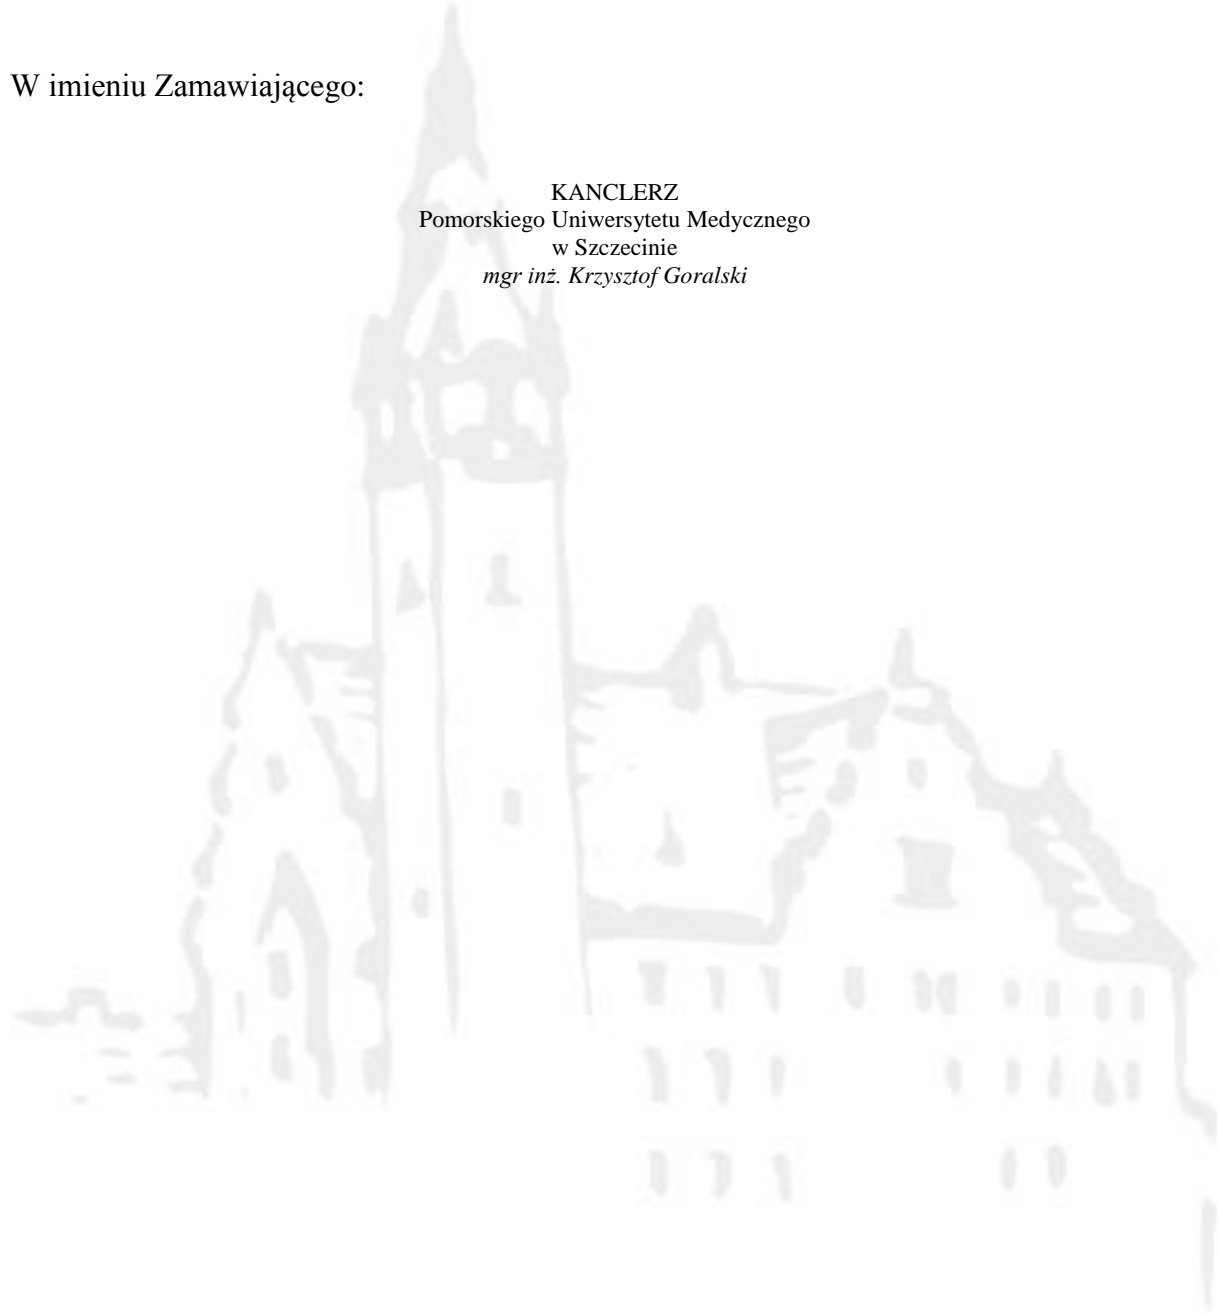 W imieniu Zamawiającego:
KANCLERZ
Pomorskiego Uniwersytetu Medycznego
w Szczecinie
mgr inż. Krzysztof Goralski